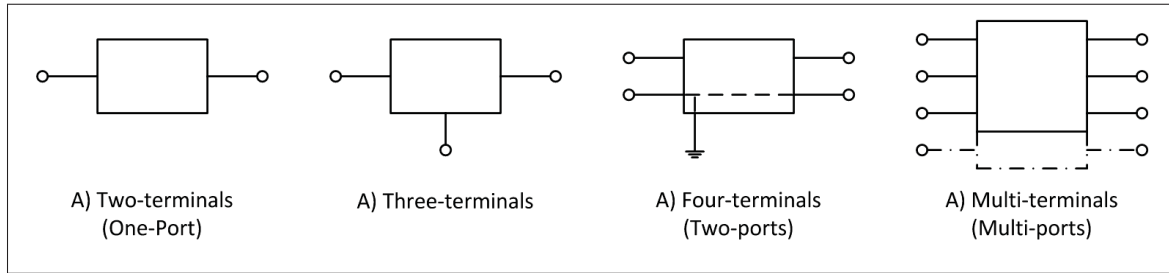 A) Two-terminals
(One-Port)
A) Three-terminals
A) Four-terminals
(Two-ports)
A) Multi-terminals
(Multi-ports)